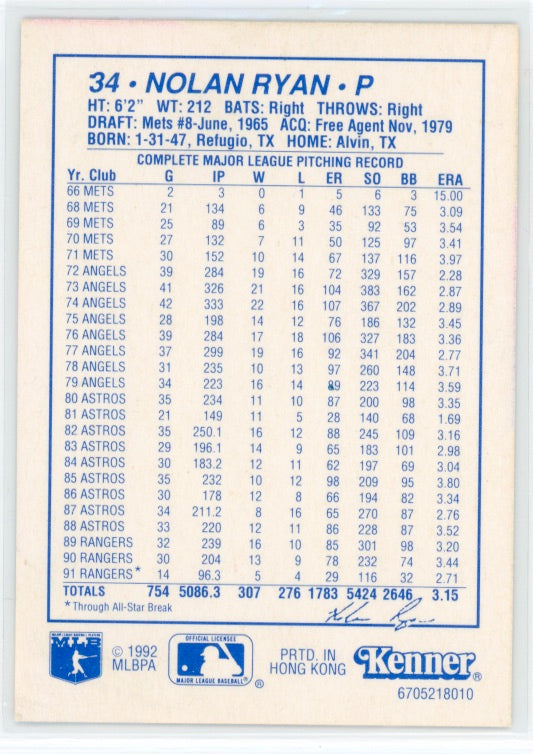 34 • NOLAN RYAN • P
HT: 6'2" WT: 212 BATS: Right THROWS: Right
DRAFT: Mets #8-June, 1965 ACQ: Free Agent Nov, 1979
BORN: 1-31-47, Refugio, TX HOME: Alvin, TX
COMPLETE MAJOR LEAGUE PITCHING RECORD
Yr. Club G IP W L ER SO BB ERA
66 METS 2 3 0 1 5 6 3 15.00
68 METS 21 134 6 9 46 133 75 3.09
69 METS 25 89 6 3 35 92 53 3.54
70 METS 27 132 7 11 50 125 97 3.41
71 METS 30 152 10 14 67 137 116 3.97
72 ANGELS 39 284 19 16 72 329 157 2.28
73 ANGELS 41 326 21 16 104 383 162 2.87
74 ANGELS 42 333 22 16 107 367 202 2.89
75 ANGELS 28 198 14 12 76 186 132 3.45
76 ANGELS 39 284 17 18 106 327 183 3.36
77 ANGELS 37 299 19 16 92 341 204 2.77
78 ANGELS 31 235 10 13 97 260 148 3.71
79 ANGELS 34 223 16 14 89 223 114 3.59
80 ASTROS 35 234 11 10 87 200 98 3.35
81 ASTROS 21 149 11 5 28 140 68 1.69
82 ASTROS 35 250.1 16 12 88 245 109 3.16
83 ASTROS 29 196.1 14 9 65 183 101 2.98
84 ASTROS 30 183.2 12 11 62 197 69 3.04
85 ASTROS 35 232 10 12 98 209 95 3.80
86 ASTROS 30 178 12 8 66 194 82 3.34
87 ASTROS 34 211.2 8 16 65 270 87 2.76
88 ASTROS 33 220 12 11 86 228 87 3.52
89 RANGERS 32 239 16 10 85 301 98 3.20
90 RANGERS 30 204 13 9 78 232 74 3.44
91 RANGERS* 14 96.3 5 4 29 116 32 2.71
TOTALS 754 5086.3 307 276 1783 5424 2646 3.15
*Through All-Star Break
Nolan Ryan
MLB
© 1992
MLBPA
OFFICIAL LICENSEE
MAJOR LEAGUE BASEBALL®
PRTD. IN
HONG KONG
Kenner®
6705218010